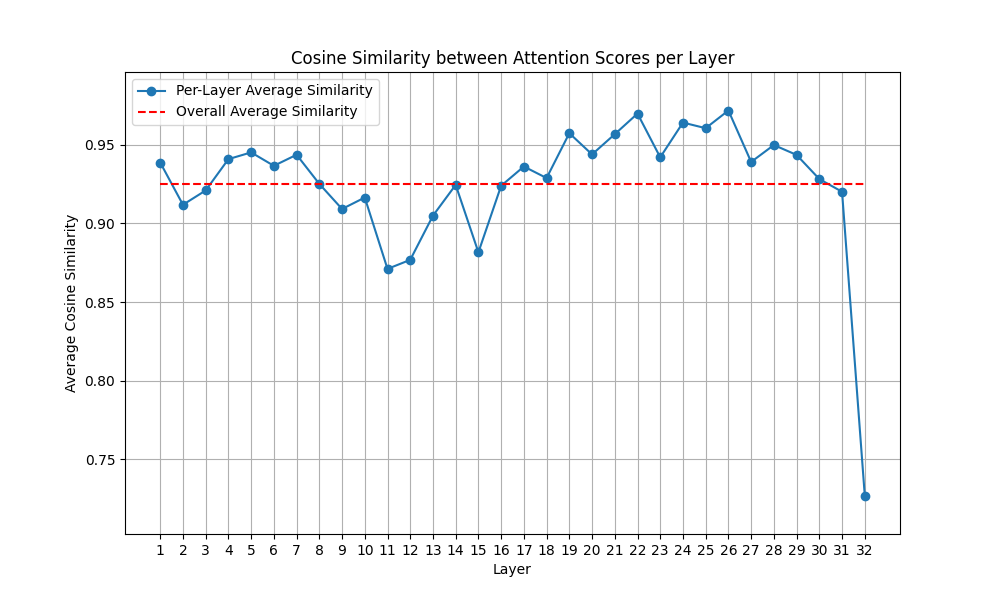 Cosine Similarity between Attention Scores per Layer
Per-Layer Average Similarity
Overall Average Similarity
Average Cosine Similarity
0.95
0.90
0.85
0.80
0.75
1 2 3 4 5 6 7 8 9 10 11 12 13 14 15 16 17 18 19 20 21 22 23 24 25 26 27 28 29 30 31 32
Layer